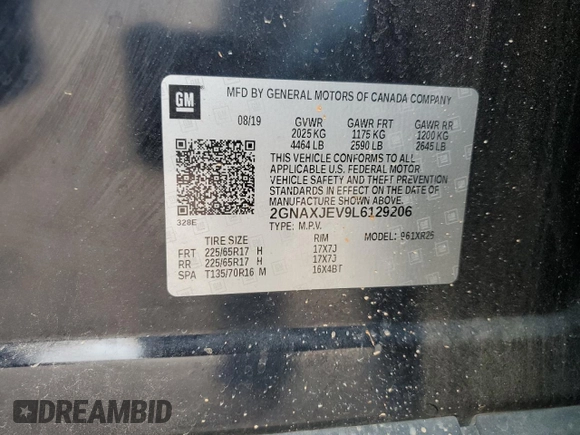 GM
MFD BY GENERAL MOTORS OF CANADA COMPANY
08/19 GVWR GAWR FRT GAWR RR
2025 KG 1175 KG 1200 KG
4464 LB 2590 LB 2645 LB
THIS VEHICLE CONFORMS TO ALL
APPLICABLE U.S. FEDERAL MOTOR
VEHICLE SAFETY AND THEFT PREVENTION
STANDARDS IN EFFECT ON THE DATE OF
MANUFACTURE SHOWN ABOVE.
328E 2GNAXJEV9L6129206
TYPE: M.P.V. MODEL:
TIRE SIZE RIM
FRT 225/65R17 H 17X7J
RR 225/65R17 H 17X7J
SPA T135/70R16 M 16X4BT
DREAMBID